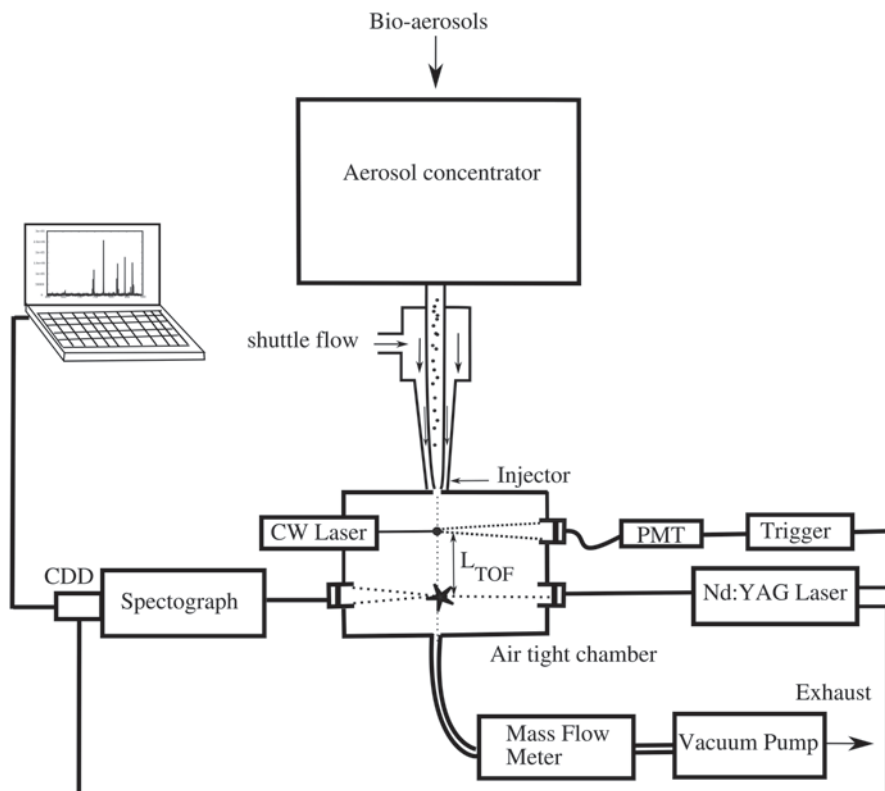 Bio-aerosols
Aerosol concentrator
shuttle flow
Injector
CW Laser
PMT
Trigger
L_TOF
CDD
Spectograph
Nd:YAG Laser
Air tight chamber
Exhaust
Mass Flow
Meter
Vacuum Pump